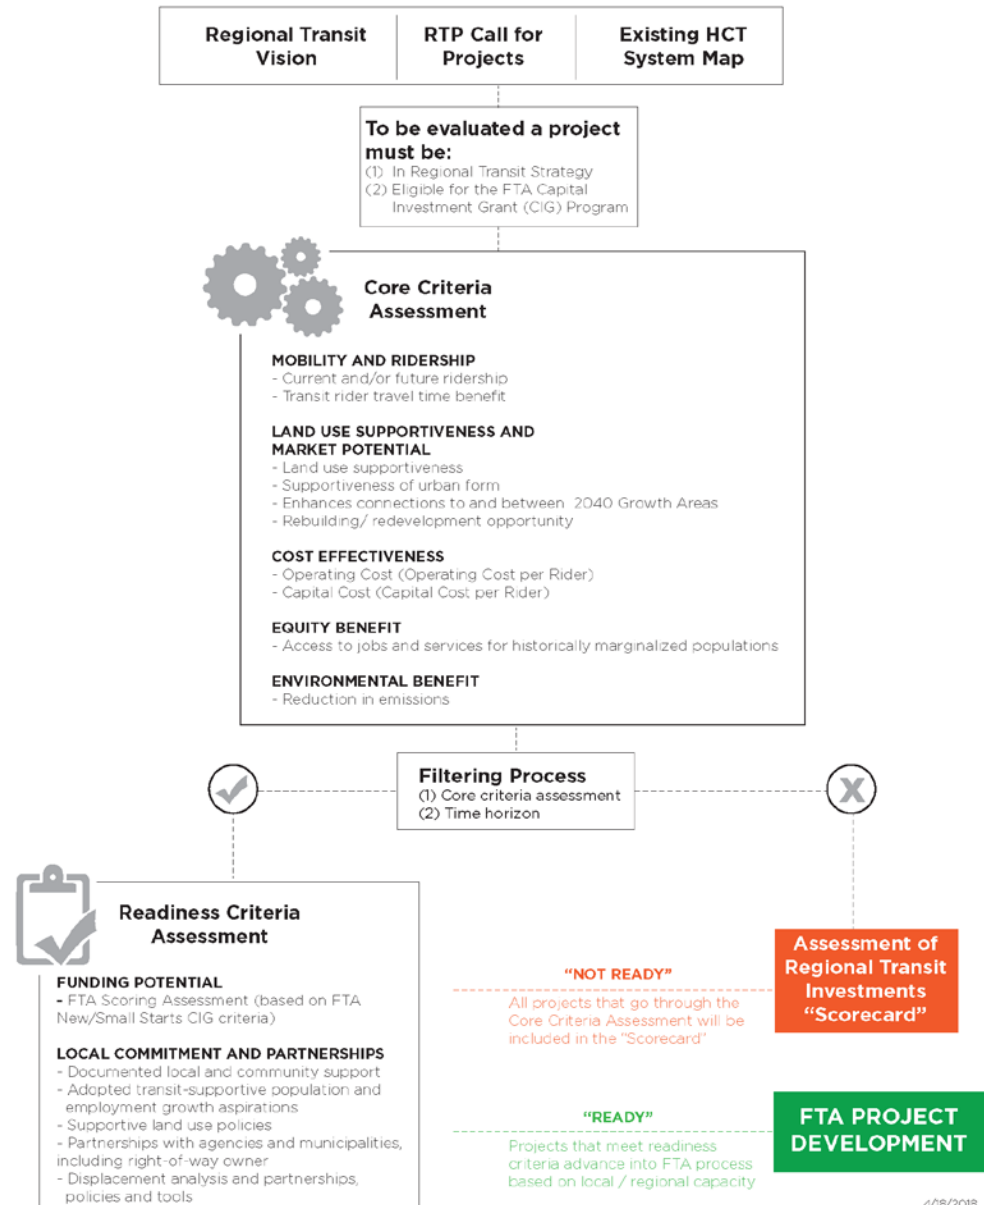 Regional Transit
Vision
RTP Call for
Projects
Existing HCT
System Map
To be evaluated a project
must be:
(1) In Regional Transit Strategy
(2) Eligible for the FTA Capital
Investment Grant (CIG) Program
Core Criteria
Assessment
MOBILITY AND RIDERSHIP
- Current and/or future ridership
- Transit rider travel time benefit
LAND USE SUPPORTIVENESS AND
MARKET POTENTIAL
- Land use supportiveness
- Supportiveness of urban form
- Enhances connections to and between 2040 Growth Areas
- Rebuilding/ redevelopment opportunity
COST EFFECTIVENESS
- Operating Cost (Operating Cost per Rider)
- Capital Cost (Capital Cost per Rider)
EQUITY BENEFIT
- Access to jobs and services for historically marginalized populations
ENVIRONMENTAL BENEFIT
- Reduction in emissions
Filtering Process
(1) Core criteria assessment
(2) Time horizon
Readiness Criteria
Assessment
FUNDING POTENTIAL
- FTA Scoring Assessment (based on FTA
New/Small Starts CIG criteria)
LOCAL COMMITMENT AND PARTNERSHIPS
- Documented local and community support
- Adopted transit-supportive population and
employment growth aspirations
- Supportive land use policies
- Partnerships with agencies and municipalities,
including right-of-way owner
- Displacement analysis and partnerships,
policies and tools
"NOT READY"
All projects that go through the
Core Criteria Assessment will be
included in the "Scorecard"
Assessment of
Regional Transit
Investments
"Scorecard"
"READY"
Projects that meet readiness
criteria advance into FTA process
based on local / regional capacity
FTA PROJECT
DEVELOPMENT
4/18/2018